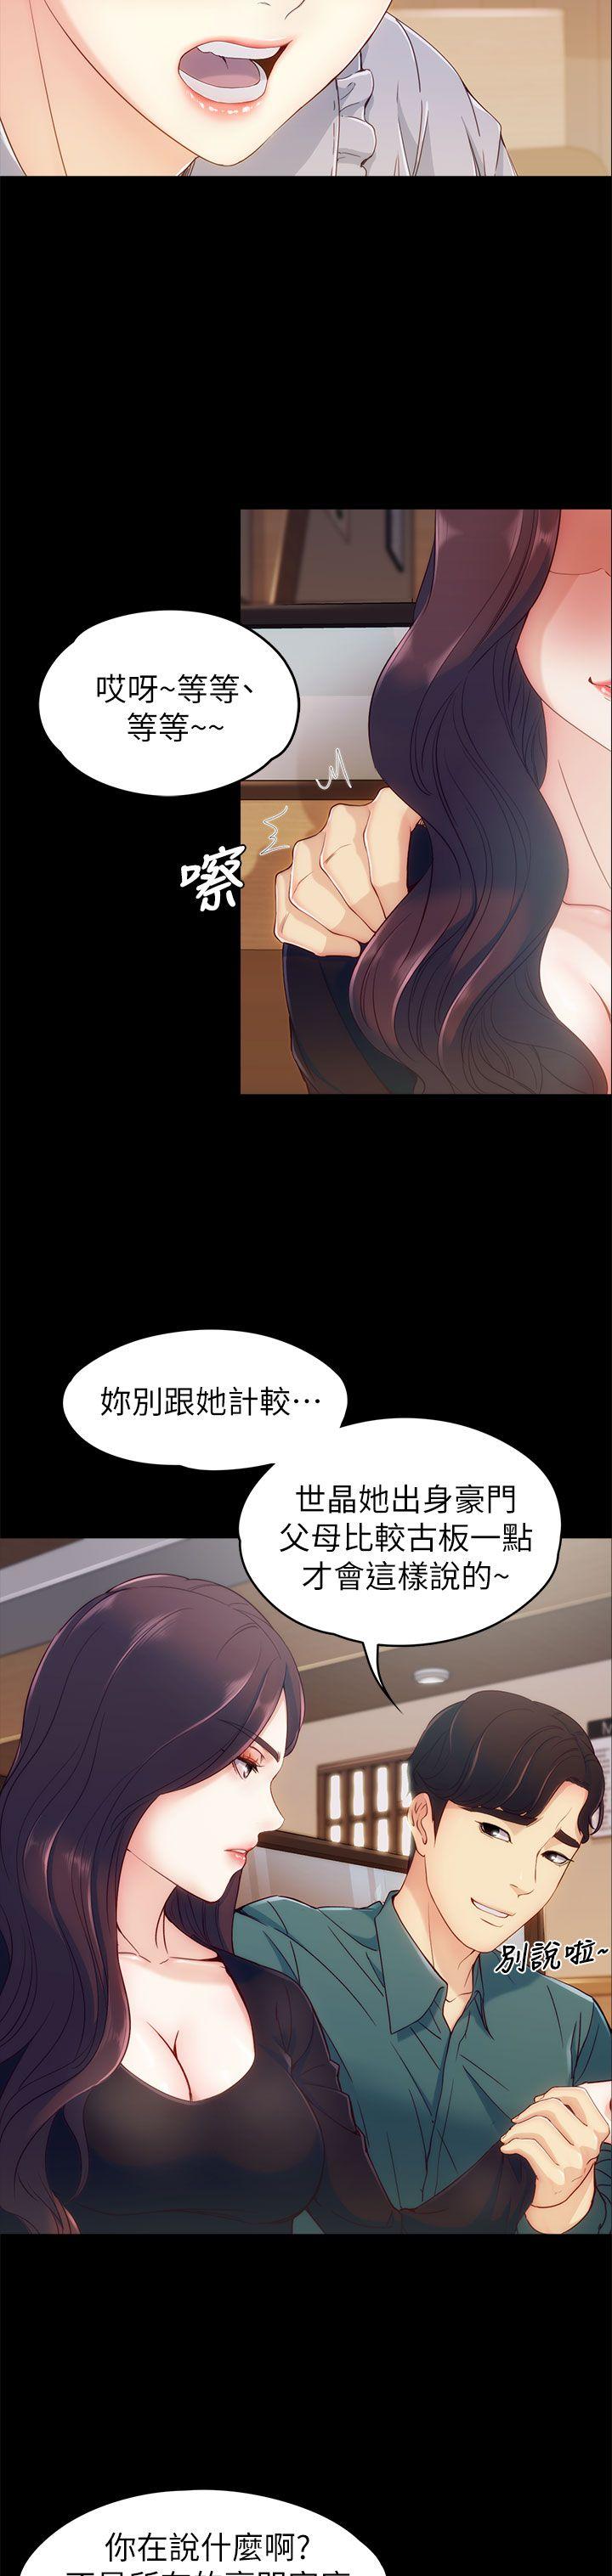 哎呀~等等、
等等~~
嚓
妳別跟她計較⋯
世晶她出身豪門
父母比較古板一點
才會這樣說的~
別說啦~
你在說什麼啊?